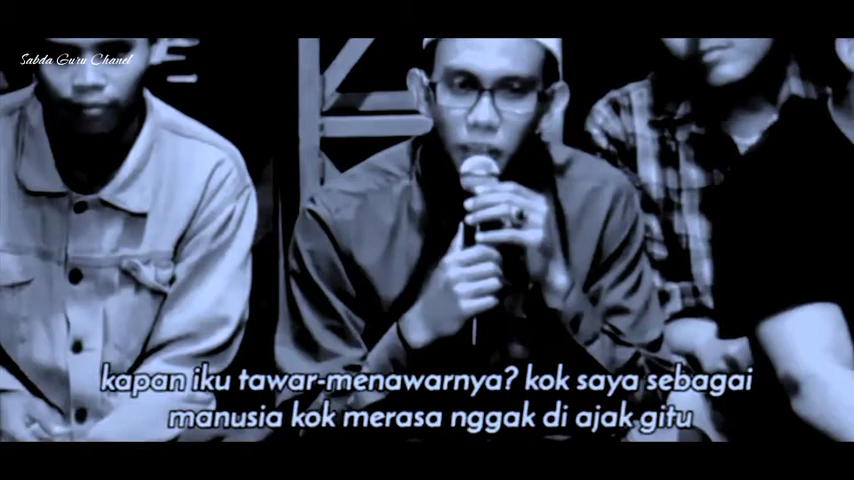 Sabda Guru Chanel
kapan iku tawar-menawarnya? kok saya sebagai
manusia kok merasa nggak di ajak gitu